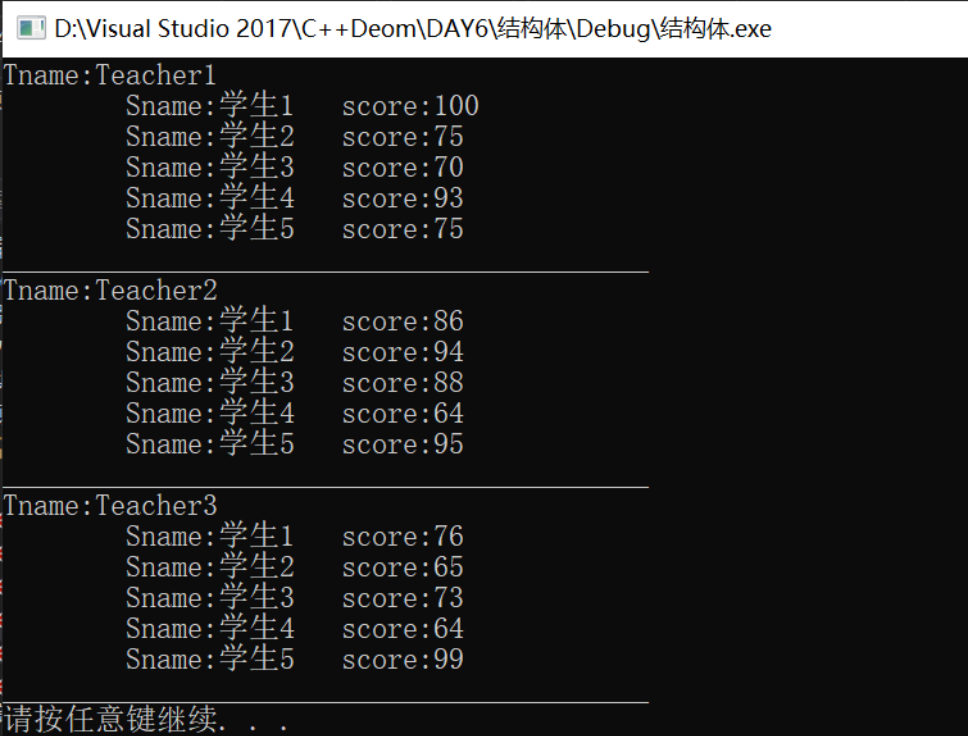 D:\Visual Studio 2017\C++Deom\DAY6\结构体\Debug\结构体.exe
Tname:Teacher1
Sname:学生1 score:100
Sname:学生2 score:75
Sname:学生3 score:70
Sname:学生4 score:93
Sname:学生5 score:75
Tname:Teacher2
Sname:学生1 score:86
Sname:学生2 score:94
Sname:学生3 score:88
Sname:学生4 score:64
Sname:学生5 score:95
Tname:Teacher3
Sname:学生1 score:76
Sname:学生2 score:65
Sname:学生3 score:73
Sname:学生4 score:64
Sname:学生5 score:99
请按任意键继续. . .